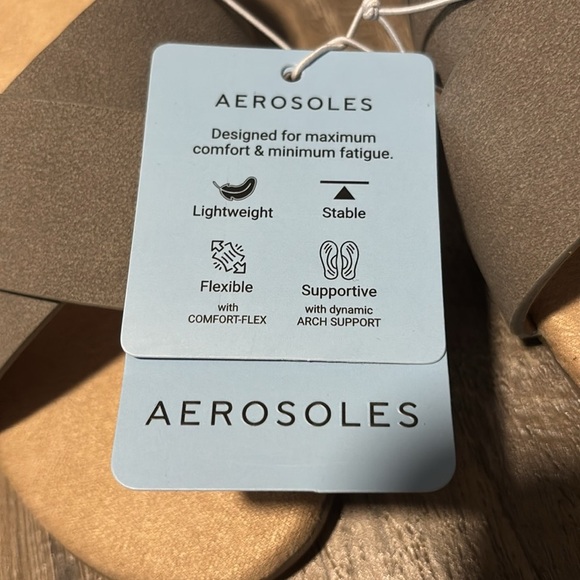 AEROSOLES
Designed for maximum
comfort & minimum fatigue.
Lightweight
Stable
Flexible
with
COMFORT-FLEX
Supportive
with dynamic
ARCH SUPPORT
AEROSOLES